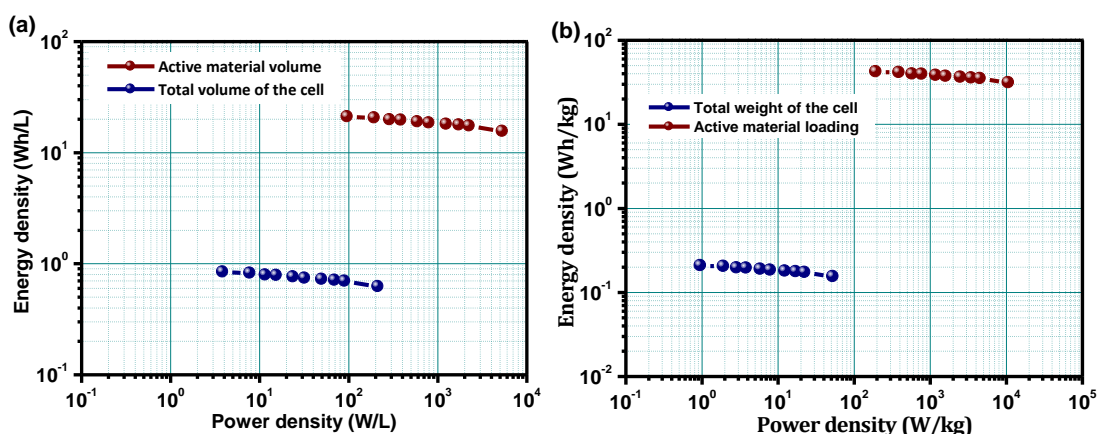 (a)
10²
10¹
10⁰
10⁻¹
Energy density (Wh/L)
Active material volume
Total volume of the cell
10⁻¹ 10⁰ 10¹ 10² 10³ 10⁴
Power density (W/L)
(b)
10²
10¹
10⁰
10⁻¹
10⁻²
Energy density (Wh/kg)
Total weight of the cell
Active material loading
10⁻¹ 10⁰ 10¹ 10² 10³ 10⁴ 10⁵
Power density (W/kg)